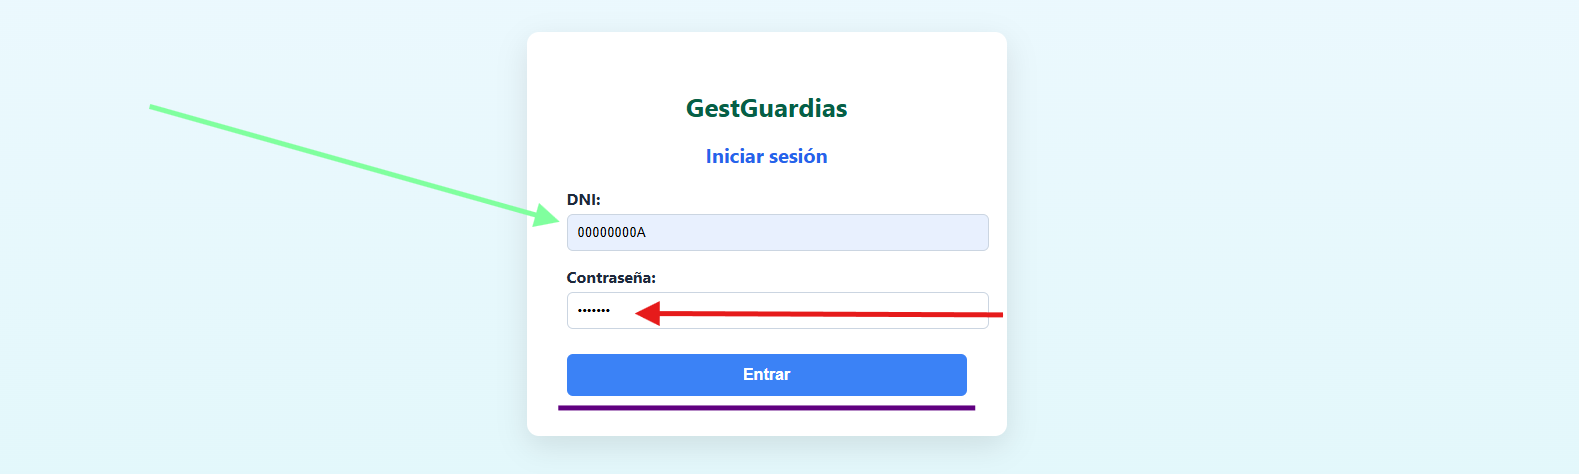 GestGuardias
Iniciar sesión
DNI:
00000000A
Contraseña:
•••••••
Entrar